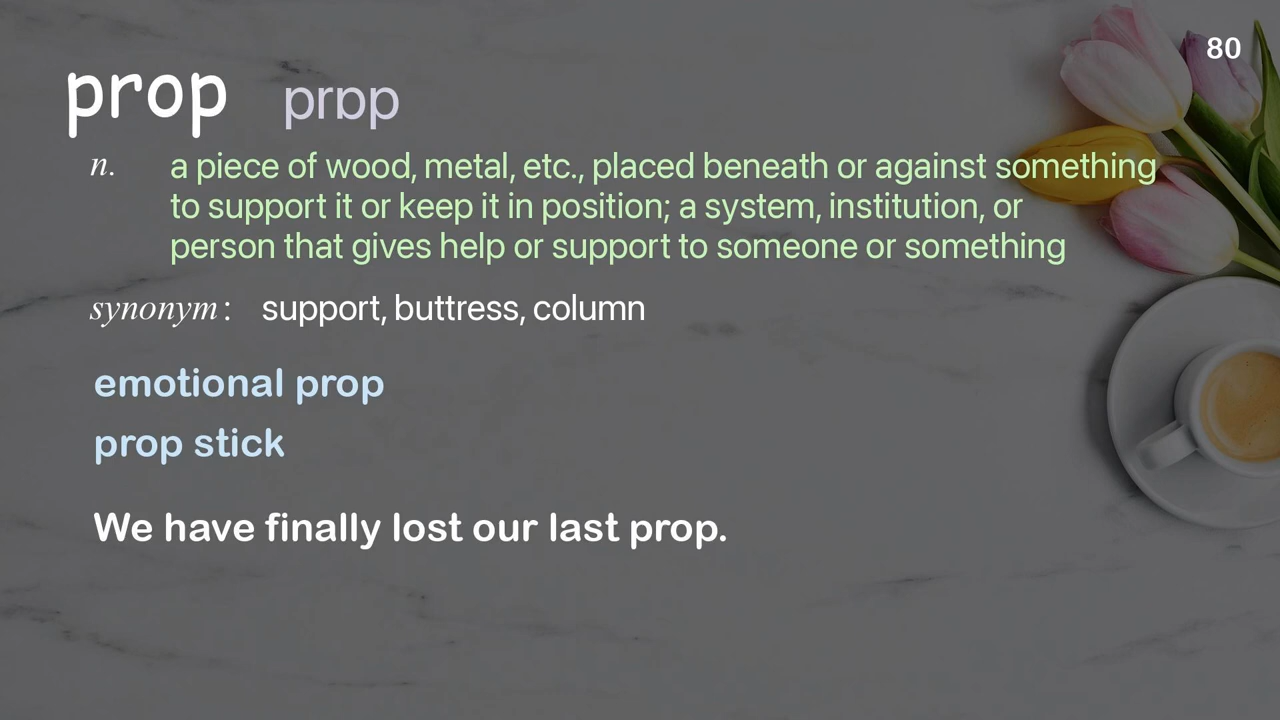 80
prop prɒp
n. a piece of wood, metal, etc., placed beneath or against something
to support it or keep it in position; a system, institution, or
person that gives help or support to someone or something
synonym: support, buttress, column
emotional prop
prop stick
We have finally lost our last prop.